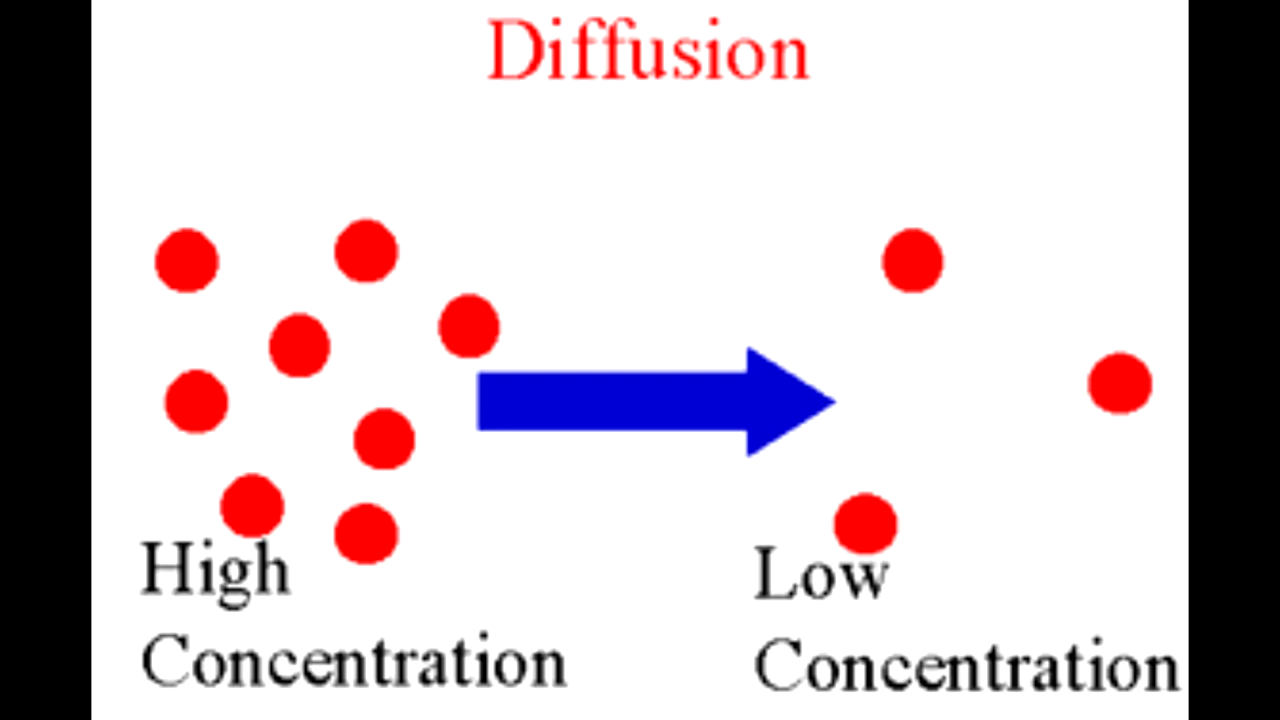 Diffusion
High
Concentration
Low
Concentration